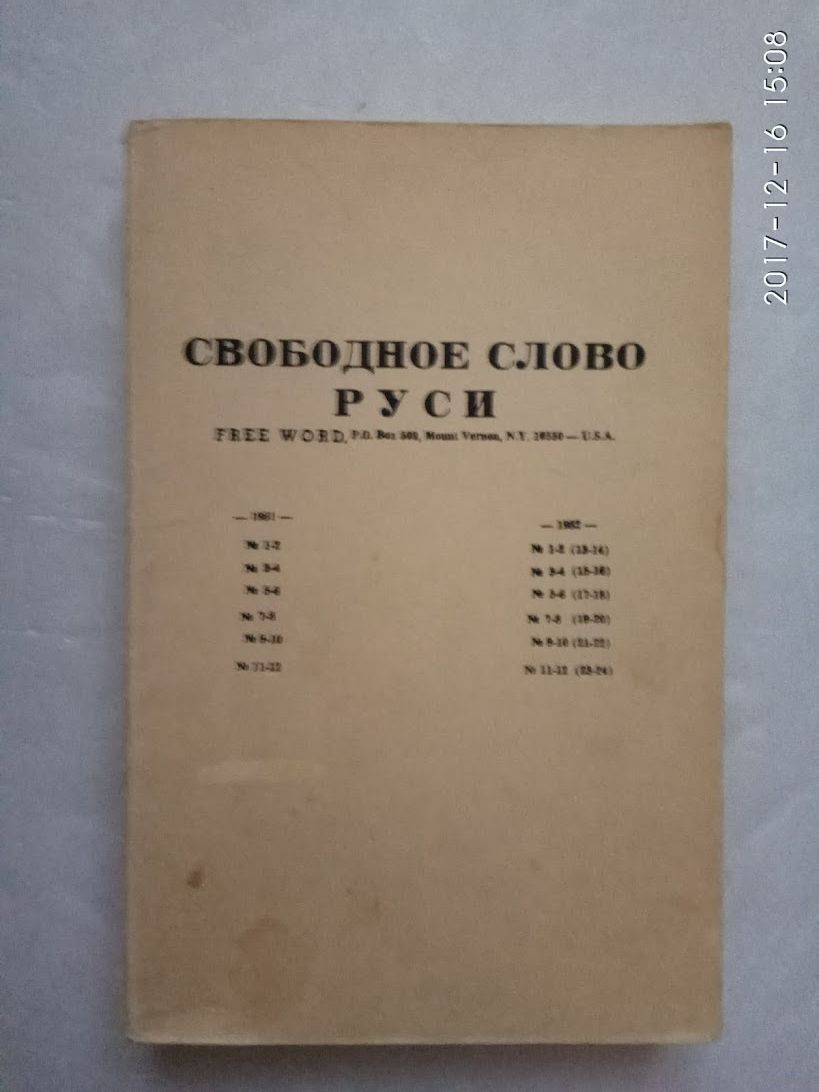 СВОБОДНОЕ СЛОВО
РУСИ
FREE WORD, P.O. Box 509, Mount Vernon, N.Y. 10550 — U.S.A.
— 1981 —
№ 1-2
№ 3-4
№ 5-6
№ 7-8
№ 9-10
№ 11-12
— 1982 —
№ 1-2 (13-14)
№ 3-4 (15-16)
№ 5-6 (17-18)
№ 7-8 (19-20)
№ 9-10 (21-22)
№ 11-12 (23-24)
2017-12-16 15:08